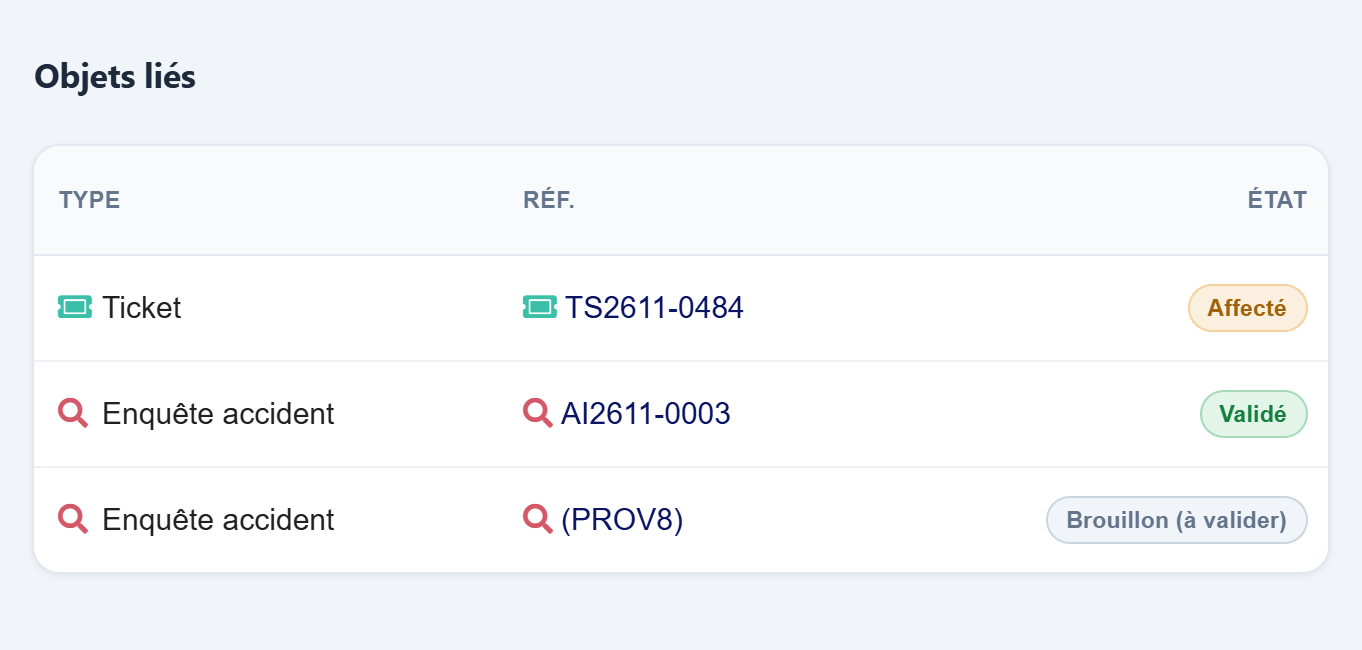 Objets liés
TYPE RÉF. ÉTAT
Ticket TS2611-0484 Affecté
Enquête accident AI2611-0003 Validé
Enquête accident (PROV8) Brouillon (à valider)